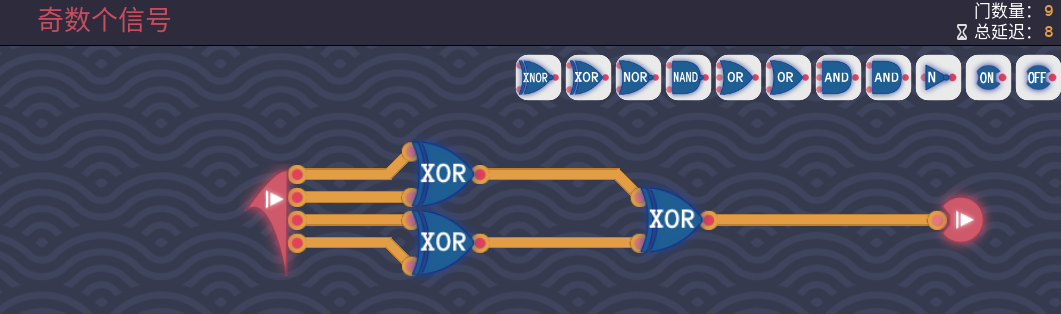 奇数个信号
门数量: 9
总延迟: 8
XNOR XOR NOR NAND OR OR AND AND N ON OFF
XOR
XOR
XOR